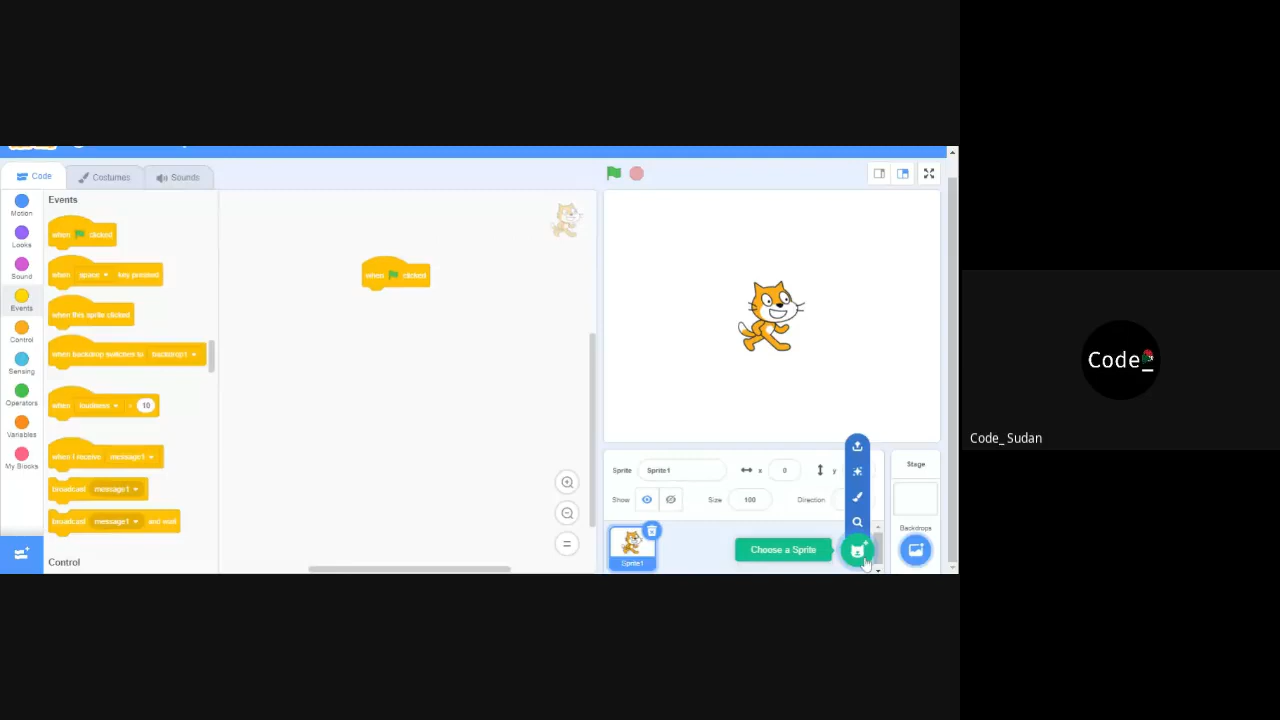 Code
Costumes
Sounds
Motion
Looks
Sound
Events
Control
Sensing
Operators
Variables
My Blocks
Events
when clicked
when space key pressed
when this sprite clicked
when backdrop switches to backdrop1
when loudness > 10
when I receive message1
broadcast message1
broadcast message1 and wait
Control
when clicked
Sprite Sprite1 x 0 y
Show Size 100 Direction
Choose a Sprite
Sprite1
Stage
Backdrops
Code_
Code_ Sudan